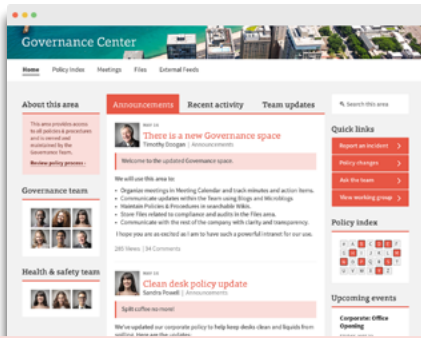 Governance Center
Home
Policy Index
Meetings
Files
External Feeds
About this area
This area provides access
to all policies & procedures
and is owned and
maintained by the
Governance Team.
Review policy process ›
Governance team
Health & safety team
Announcements
Recent activity
Team updates
MAY 20
There is a new Governance space
Timothy Ozogan | Announcements
Welcome to the updated Governance space.
We will use this area to:
• Organize meetings in Meeting Calendar and track minutes and action items.
• Communicate updates within the Team using Blogs and Microblogs.
• Maintain Policies & Procedures in searchable Wikis.
• Store Files related to compliance and audits in the Files area.
• Communicate with the rest of the company with clarity and transparency.
I hope you are as excited as I am to have such a powerful intranet for our use.
285 Views | 34 Comments
Clean desk policy update
Sandra Powell | Announcements
Spilt coffee no more!
We've updated our corporate policy to help keep desks clean and liquids from
Search this area
Quick links
Report an incident
Policy changes
Ask the team
View working group
Policy index
Upcoming events
Corporate: Office
Opening